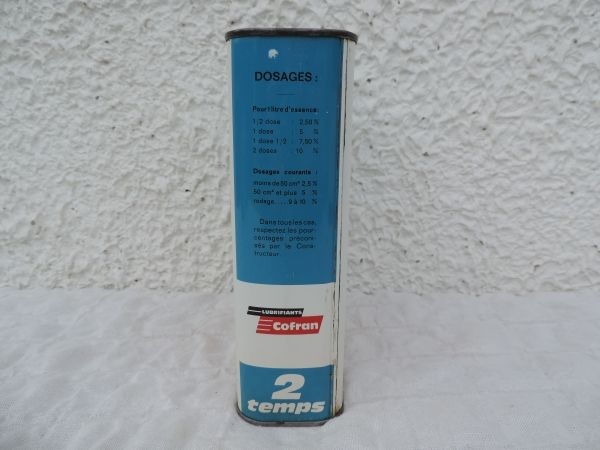 DOSAGES :
Pour 1 litre d'essence :
1/2 dose : 2,50 %
1 dose : 5 %
1 dose 1/2 : 7,50 %
2 doses : 10 %
Dosages courants :
moins de 50 cm³ 2,5 %
50 cm³ et plus 5 %
rodage.....9 à 10 %
Dans tous les cas,
respectez les pour-
centages préconi-
sés par le Cons-
tructeur.
LUBRIFIANTS
Cofran
2
temps